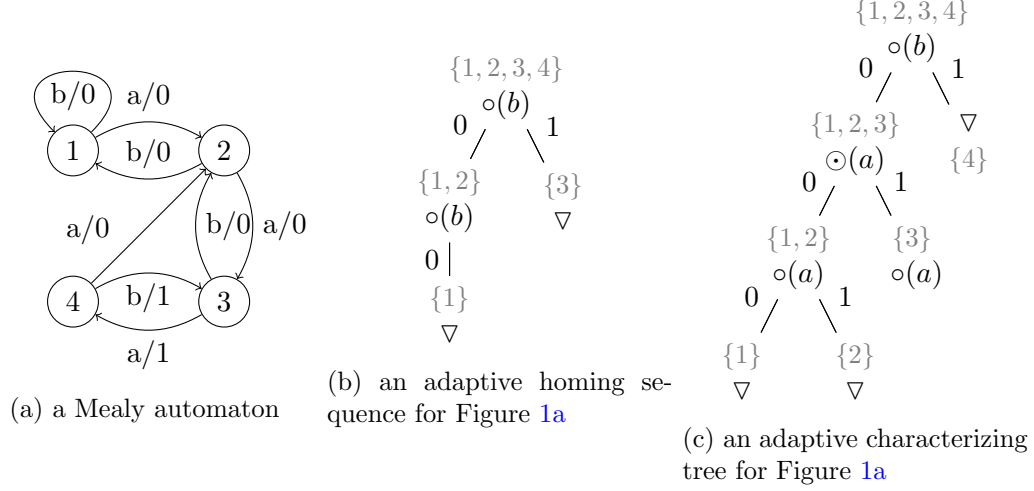 b/0
a/0
1
b/0
2
a/0
b/0
a/0
4
b/1
3
a/1
(a) a Mealy automaton
{1, 2, 3, 4}
∘(b)
0 1
{1, 2} {3}
∘(b) ▽
0
{1}
▽
(b) an adaptive homing se-
quence for Figure 1a
{1, 2, 3, 4}
∘(b)
0 1
{1, 2, 3} ▽
⊙(a) {4}
0 1
{1, 2} {3}
∘(a) ∘(a)
0 1
{1} {2}
▽ ▽
(c) an adaptive characterizing
tree for Figure 1a